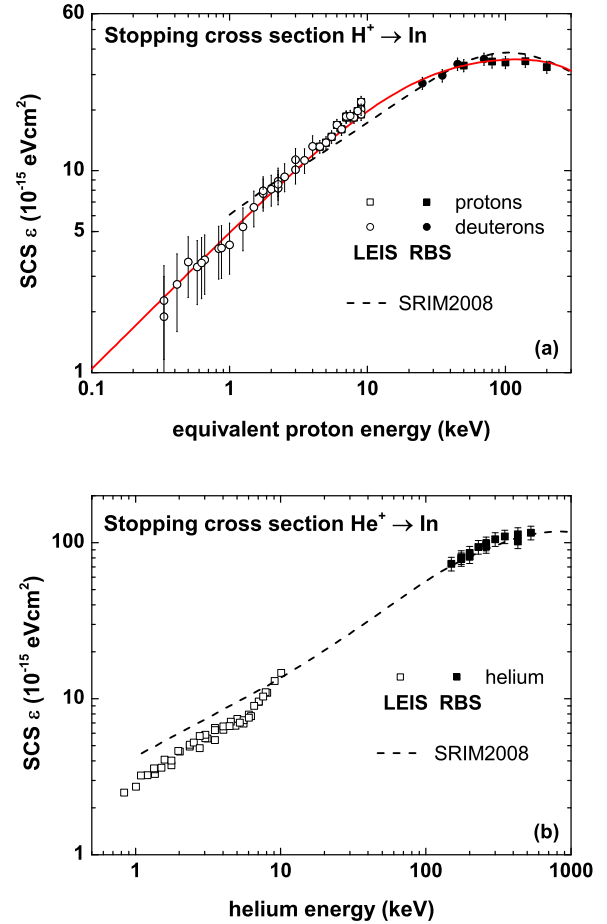 Stopping cross section H⁺ → In
60
10
5
1
SCS ε (10⁻¹⁵ eVcm²)
protons
deuterons
LEIS RBS
SRIM2008
(a)
0.1 1 10 100
equivalent proton energy (keV)
Stopping cross section He⁺ → In
100
10
1
SCS ε (10⁻¹⁵ eVcm²)
helium
LEIS RBS
SRIM2008
(b)
1 10 100 1000
helium energy (keV)